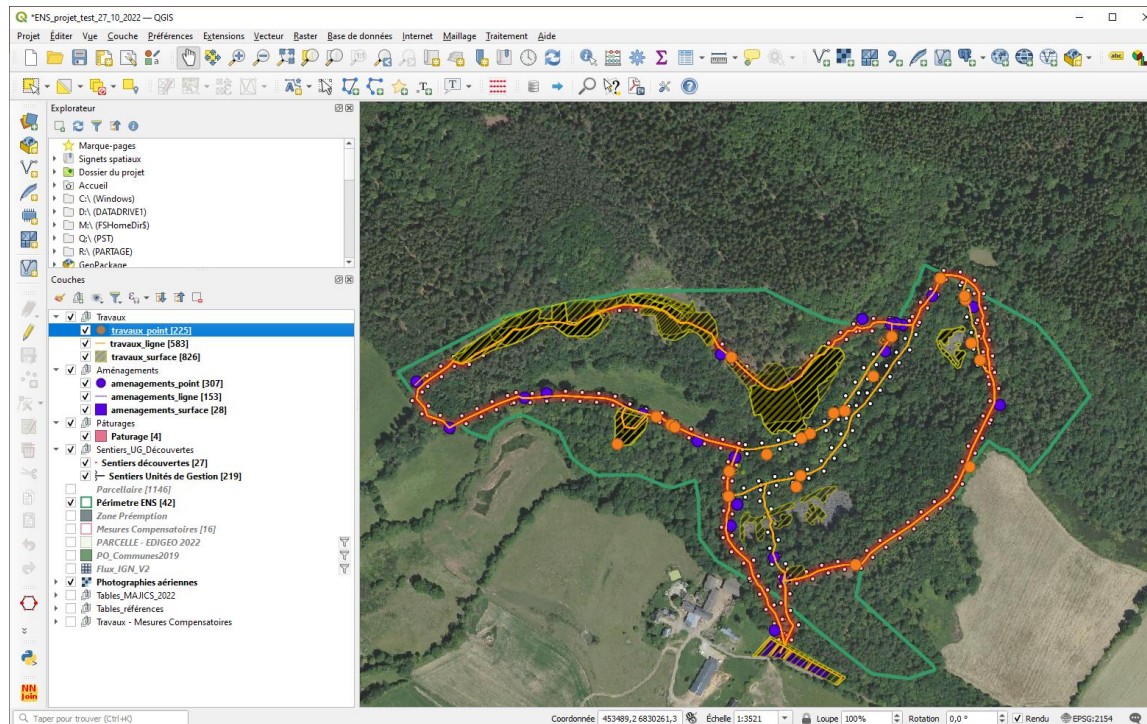 *ENS_projet_test_27_10_2022 — QGIS
Projet Éditer Vue Couche Préférences Extensions Vecteur Raster Base de données Internet Maillage Traitement Aide
abc
Explorateur
Marque-pages
Signets spatiaux
Dossier du projet
Accueil
C:\ (Windows)
D:\ (DATADRIVE1)
M:\ (FSHomeDir$)
Q:\ (PST)
R:\ (PARTAGE)
GeoPackage
Couches
Travaux
travaux_point [225]
travaux_ligne [583]
travaux_surface [826]
Aménagements
amenagements_point [307]
amenagements_ligne [153]
amenagements_surface [28]
Pâturages
Paturage [4]
Sentiers_UG_Découvertes
Sentiers découvertes [27]
Sentiers Unités de Gestion [219]
Parcellaire [1146]
Périmetre ENS [42]
Zone Préemption
Mesures Compensatoires [16]
PARCELLE - EDIGEO 2022
PO_Communes2019
Flux_IGN_V2
Photographies aériennes
Tables_MAJICS_2022
Tables_références
Travaux - Mesures Compensatoires
NN
Join
Taper pour trouver (Ctrl+K)
Coordonnée 453489,2 6830261,3 Échelle 1:3521 Loupe 100% Rotation 0,0 ° Rendu EPSG:2154